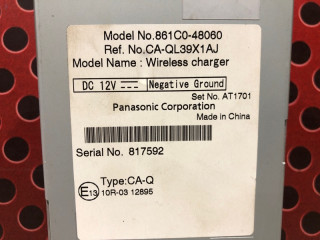 Model No.861C0-48060
Ref. No.CA-QL39X1AJ
Model Name : Wireless charger
DC 12V Negative Ground
Set No. AT1701
Panasonic Corporation
Made in China
Serial No. 817592
Type:CA-Q
E13 10R-03 12895